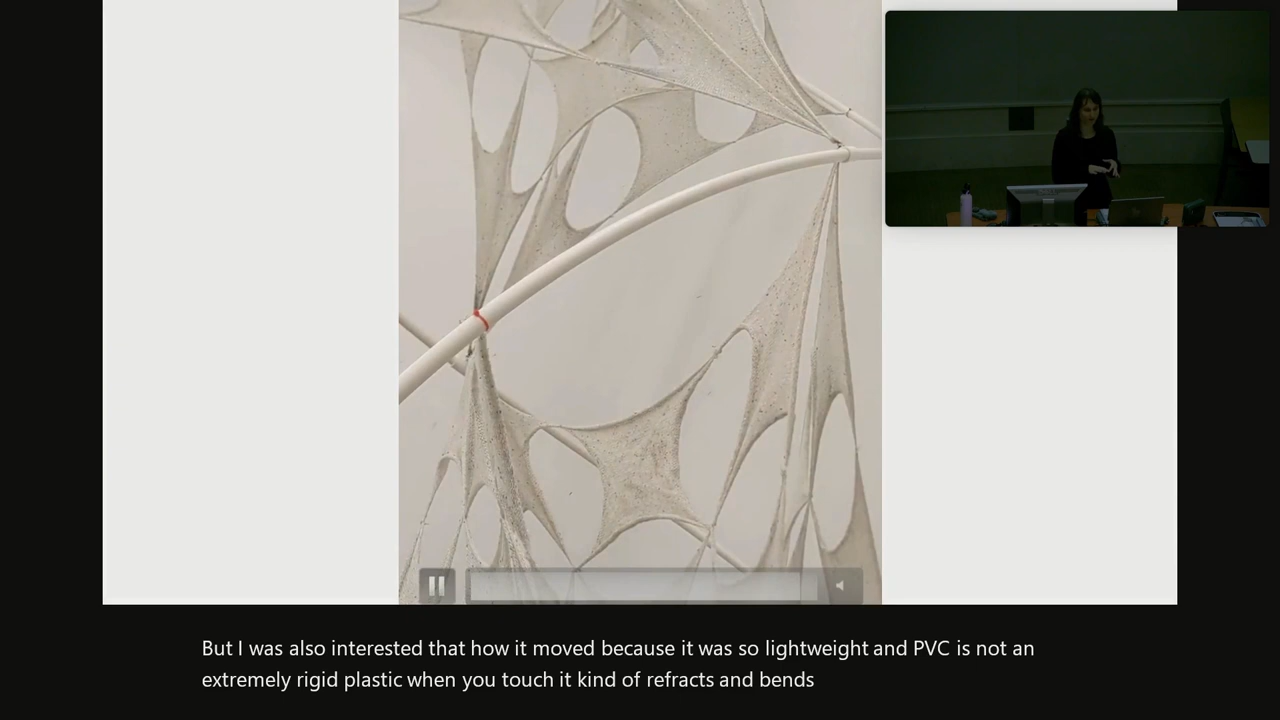 But I was also interested that how it moved because it was so lightweight and PVC is not an
extremely rigid plastic when you touch it kind of refracts and bends